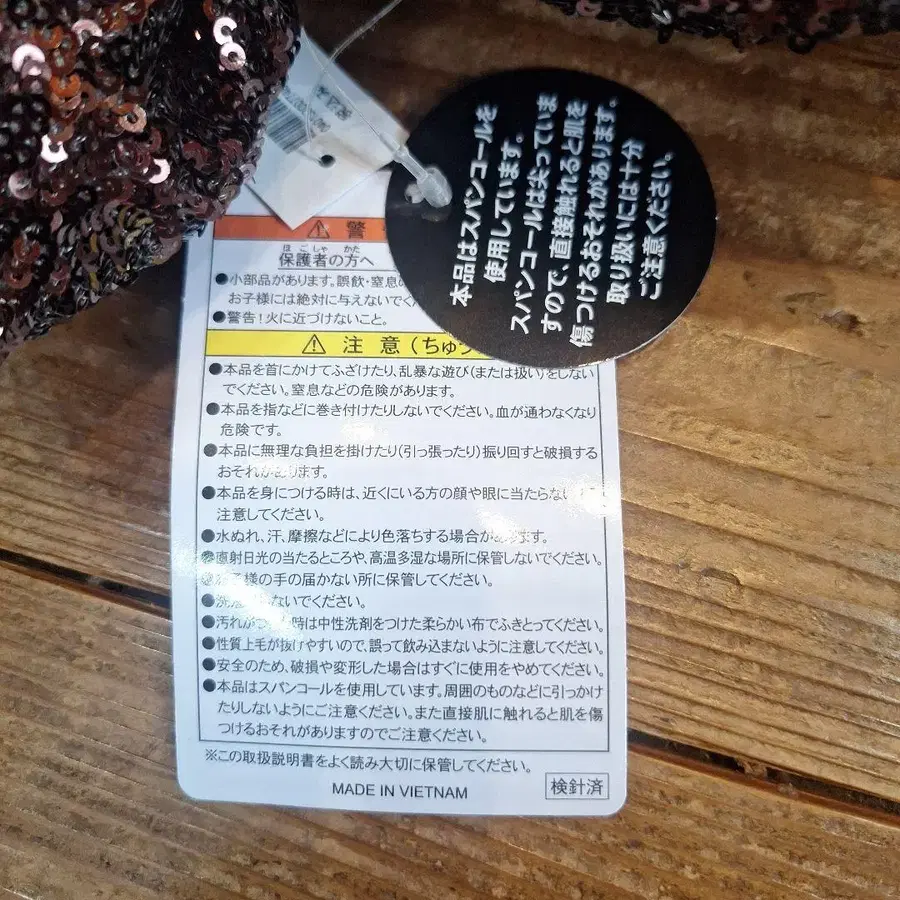 本品はスパンコールを
使用しています。
スパンコールは尖っていま
すので、直接触れると肌を
傷つけるおそれがあります。
取り扱いには十分
ご注意ください。
⚠ 警
ほごしゃ かた
保護者の方へ
●小部品があります。誤飲・窒息
お子様には絶対に与えないでく
●警告!火に近づけないこと。
⚠ 注 意(ちゅう
●本品を首にかけてふざけたり、乱暴な遊び(または扱い)をしない
でください。窒息などの危険があります。
●本品を指などに巻き付けたりしないでください。血が通わなくなり
危険です。
●本品に無理な負担を掛けたり(引っ張ったり)振り回すと破損する
おそれがあります。
●本品を身につける時は、近くにいる方の顔や眼に当たらない
注意してください。
●水ぬれ、汗、摩擦などにより色落ちする場合があります。
●直射日光の当たるところや、高温多湿な場所に保管しないでください。
●お子様の手の届かない所に保管してください。
●洗濯しないでください。
●汚れがついた時は中性洗剤をつけた柔らかい布でふきとってください。
●性質上毛が抜けやすいので、誤って飲み込まないように注意してください。
●安全のため、破損や変形した場合はすぐに使用をやめてください。
●本品はスパンコールを使用しています。周囲のものなどに引っかけ
たりしないようにご注意ください。また直接肌に触れると肌を傷
つけるおそれがありますのでご注意ください。
※この取扱説明書をよく読み大切に保管してください。
MADE IN VIETNAM
検針済